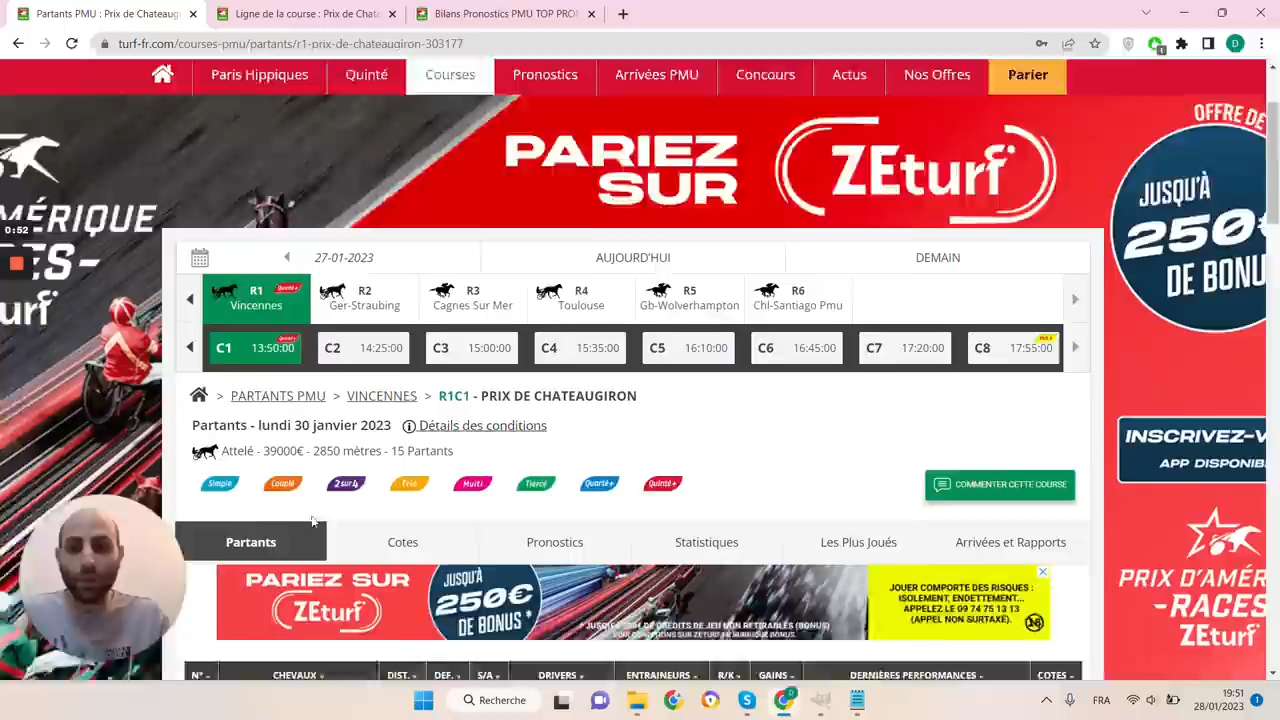 Partants PMU : Prix de Chateaug
Ligne de la course : Prix de
Bilans Pronostics PMU TOP PRO
turf-fr.com/courses-pmu/partants/r1-prix-de-chateaugiron-303177
Paris Hippiques
Quinté
Courses
Pronostics
Arrivées PMU
Concours
Actus
Nos Offres
Parier
OFFRE DE
PARIEZ
SUR
ZEturf
JUSQU'À
250€
DE BONU
MÉRIQUE
ES-
urf
0:52
27-01-2023
AUJOURD'HUI
DEMAIN
R1 Quinté+
Vincennes
R2
Ger-Straubing
R3
Cagnes Sur Mer
R4
Toulouse
R5
Gb-Wolverhampton
R6
Chl-Santiago Pmu
C1 13:50:00 Quinté+
C2 14:25:00
C3 15:00:00
C4 15:35:00
C5 16:10:00
C6 16:45:00
C7 17:20:00
C8 17:55:00
> PARTANTS PMU > VINCENNES > R1C1 - PRIX DE CHATEAUGIRON
Partants - lundi 30 janvier 2023 Détails des conditions
Attelé - 39000€ - 2850 mètres - 15 Partants
Simple Couplé 2sur4 Trio Multi Tiercé Quarté+ Quinté+
COMMENTER CETTE COURSE
INSCRIVEZ-V
APP DISPONIB
PRIX D'AMÉR
-RACES
ZEturf
Partants
Cotes
Pronostics
Statistiques
Les Plus Joués
Arrivées et Rapports
PARIEZ SUR
ZEturf
JUSQU'À
250€
DE BONUS*
JOUER COMPORTE DES RISQUES :
ISOLEMENT, ENDETTEMENT...
APPELEZ LE 09 74 75 13 13
(APPEL NON SURTAXÉ).
N° CHEVAUX DIST. DEF. S/A DRIVERS ENTRAINEURS R/K GAINS DERNIÈRES PERFORMANCES COTES
Recherche
FRA
19:51
28/01/2023
1